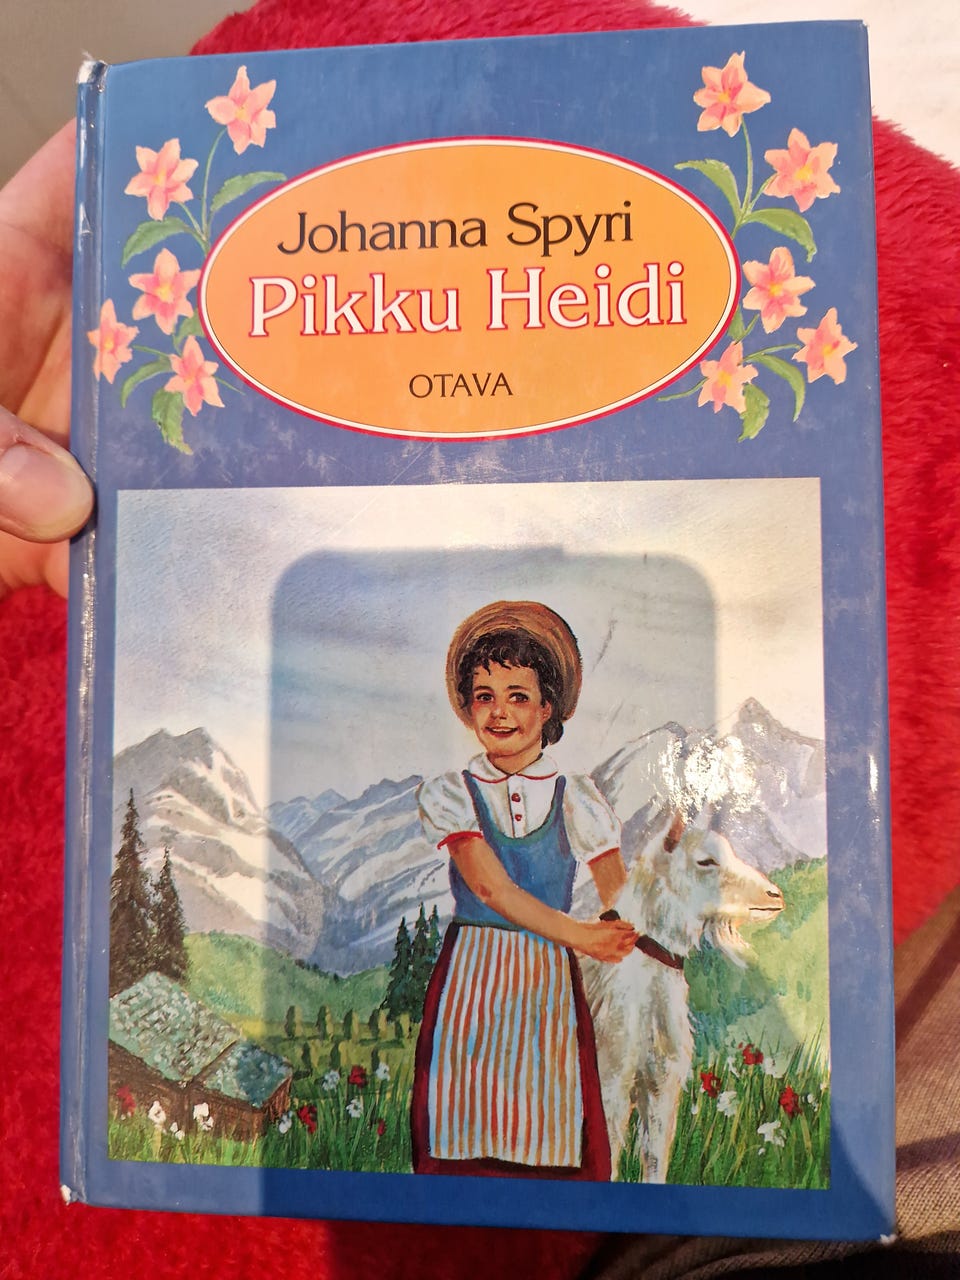 Johanna Spyri
Pikku Heidi
OTAVA